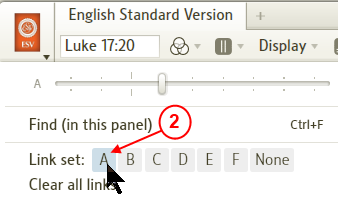 English Standard Version +
ESV
Luke 17:20 Display
A
Find (in this panel) Ctrl+F
2
Link set: A B C D E F None
Clear all links